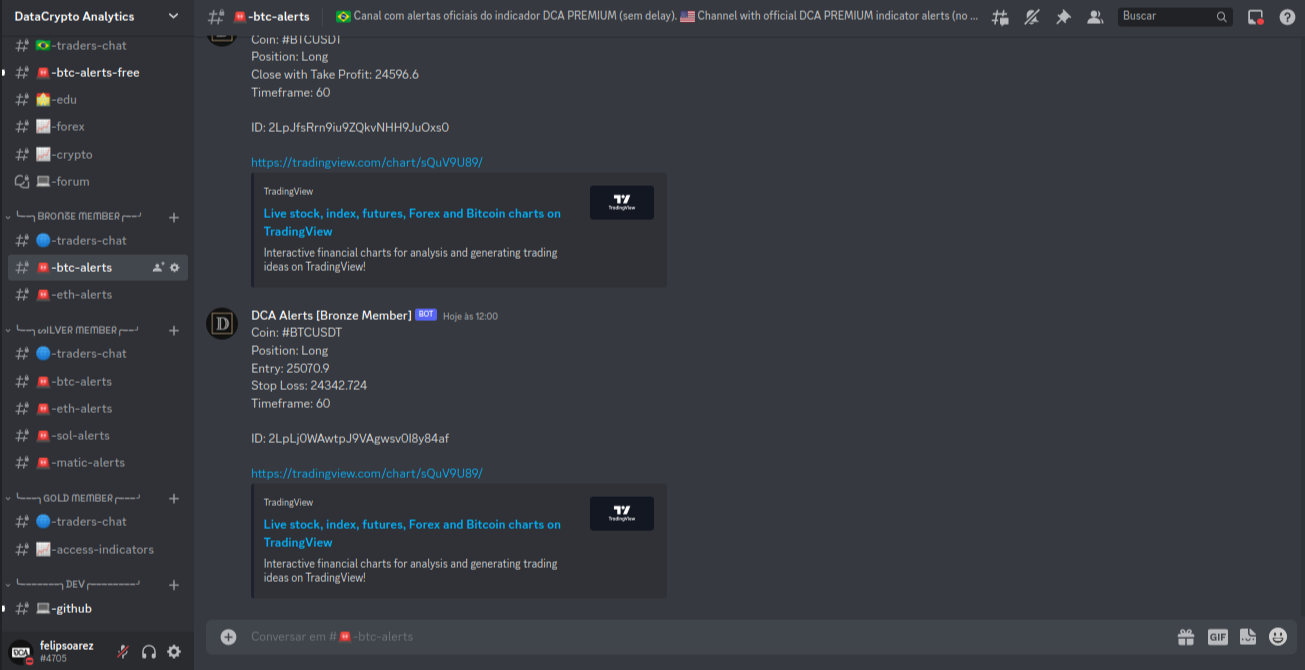 DataCrypto Analytics
-traders-chat
-btc-alerts-free
-edu
-forex
-crypto
-forum
BRONZE MEMBER
-traders-chat
-btc-alerts
-eth-alerts
SILVER MEMBER
-traders-chat
-btc-alerts
-eth-alerts
-sol-alerts
-matic-alerts
GOLD MEMBER
-traders-chat
-access-indicators
DEV
-github
felipsoarez
#4705
-btc-alerts
Canal com alertas oficiais do indicador DCA PREMIUM (sem delay). Channel with official DCA PREMIUM indicator alerts (no ...
Buscar
Coin: #BTCUSDT
Position: Long
Close with Take Profit: 24596.6
Timeframe: 60
ID: 2LpJfsRrn9iu9ZQkvNHH9JuOxs0
https://tradingview.com/chart/sQuV9U89/
TradingView
Live stock, index, futures, Forex and Bitcoin charts on
TradingView
Interactive financial charts for analysis and generating trading
ideas on TradingView!
TradingView
DCA Alerts [Bronze Member] BOT Hoje às 12:00
Coin: #BTCUSDT
Position: Long
Entry: 25070.9
Stop Loss: 24342.724
Timeframe: 60
ID: 2LpLj0WAwtpJ9VAgwsv0I8y84af
https://tradingview.com/chart/sQuV9U89/
TradingView
Live stock, index, futures, Forex and Bitcoin charts on
TradingView
Interactive financial charts for analysis and generating trading
ideas on TradingView!
TradingView
Conversar em # -btc-alerts
GIF